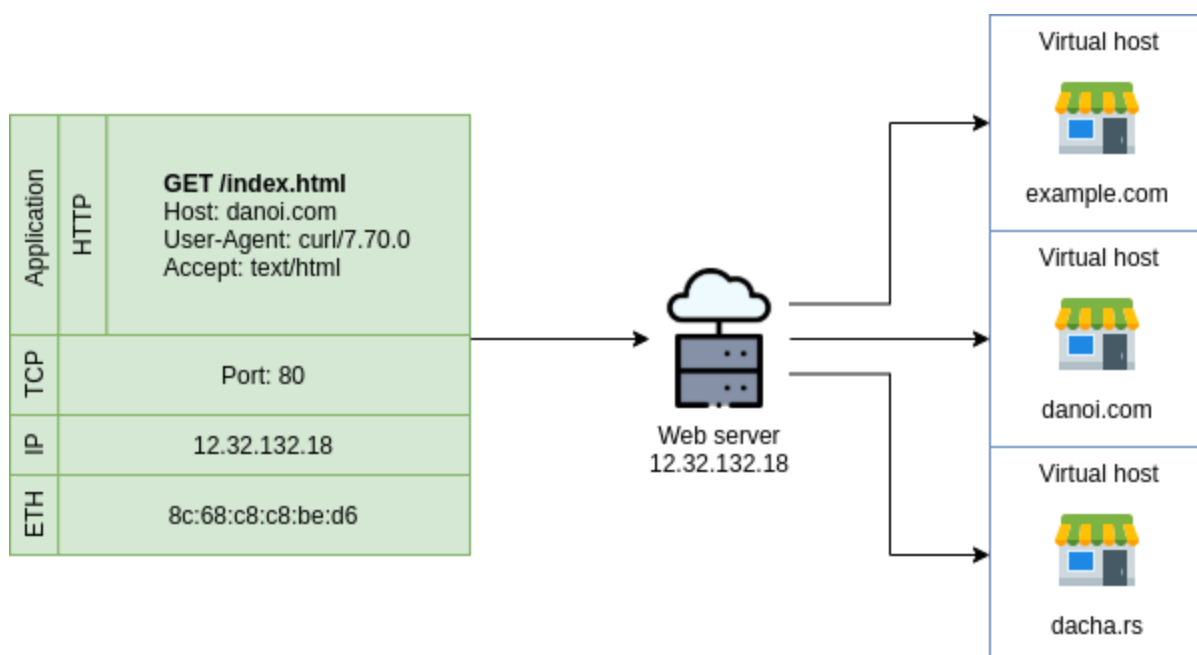 Application
HTTP
GET /index.html
Host: danoi.com
User-Agent: curl/7.70.0
Accept: text/html
TCP
Port: 80
IP
12.32.132.18
ETH
8c:68:c8:c8:be:d6
Web server
12.32.132.18
Virtual host
example.com
Virtual host
danoi.com
Virtual host
dacha.rs